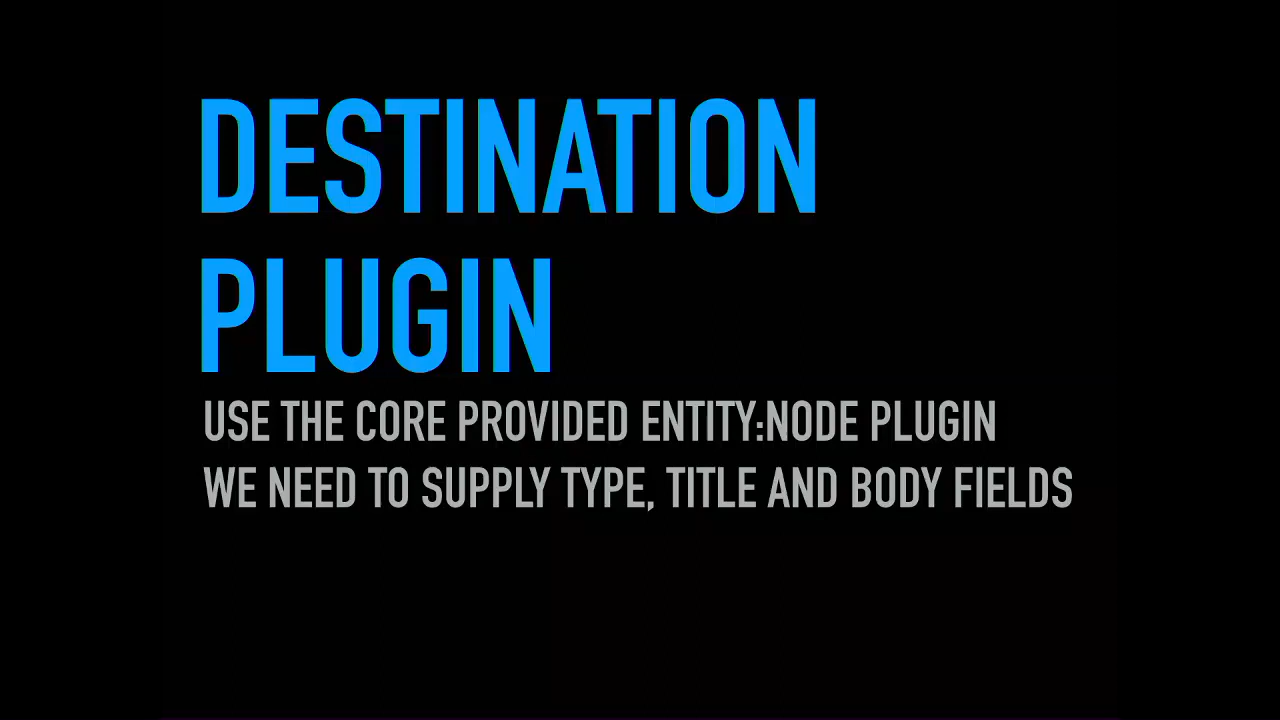 DESTINATION
PLUGIN
USE THE CORE PROVIDED ENTITY:NODE PLUGIN
WE NEED TO SUPPLY TYPE, TITLE AND BODY FIELDS